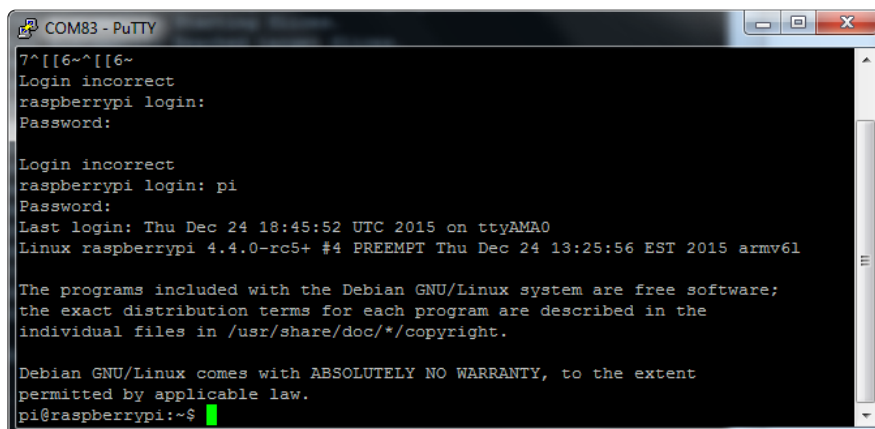 COM83 - PuTTY
7^[[6~^[[6~
Login incorrect
raspberrypi login:
Password:
Login incorrect
raspberrypi login: pi
Password:
Last login: Thu Dec 24 18:45:52 UTC 2015 on ttyAMA0
Linux raspberrypi 4.4.0-rc5+ #4 PREEMPT Thu Dec 24 13:25:56 EST 2015 armv6l
The programs included with the Debian GNU/Linux system are free software;
the exact distribution terms for each program are described in the
individual files in /usr/share/doc/*/copyright.
Debian GNU/Linux comes with ABSOLUTELY NO WARRANTY, to the extent
permitted by applicable law.
pi@raspberrypi:~$